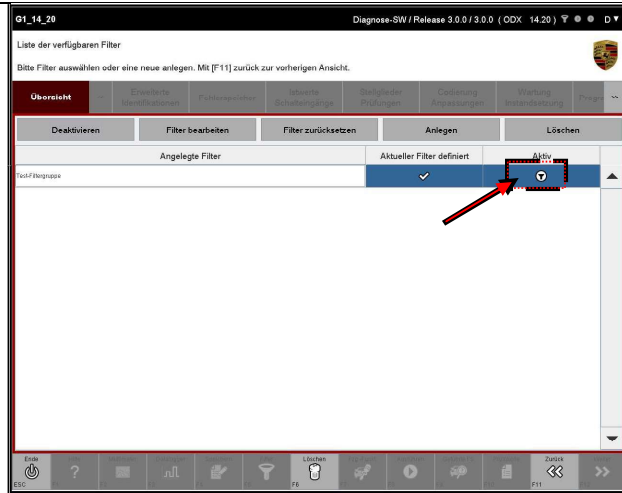 G1_14_20 Diagnose-SW / Release 3.0.0 / 3.0.0 ( ODX 14.20 ) D
Liste der verfügbaren Filter
Bitte Filter auswählen oder eine neue anlegen. Mit [F11] zurück zur vorherigen Ansicht.
Übersicht ... Erweiterte Identifikationen Fehlerspeicher Istwerte Schalteingänge Stellglieder Prüfungen Codierung Anpassungen Wartung Instandsetzung
Deaktivieren Filter bearbeiten Filter zurücksetzen Anlegen Löschen
Angelegte Filter Aktueller Filter definiert Aktiv
Test-Filtergruppe
Ende Löschen Zurück
ESC F6 F11